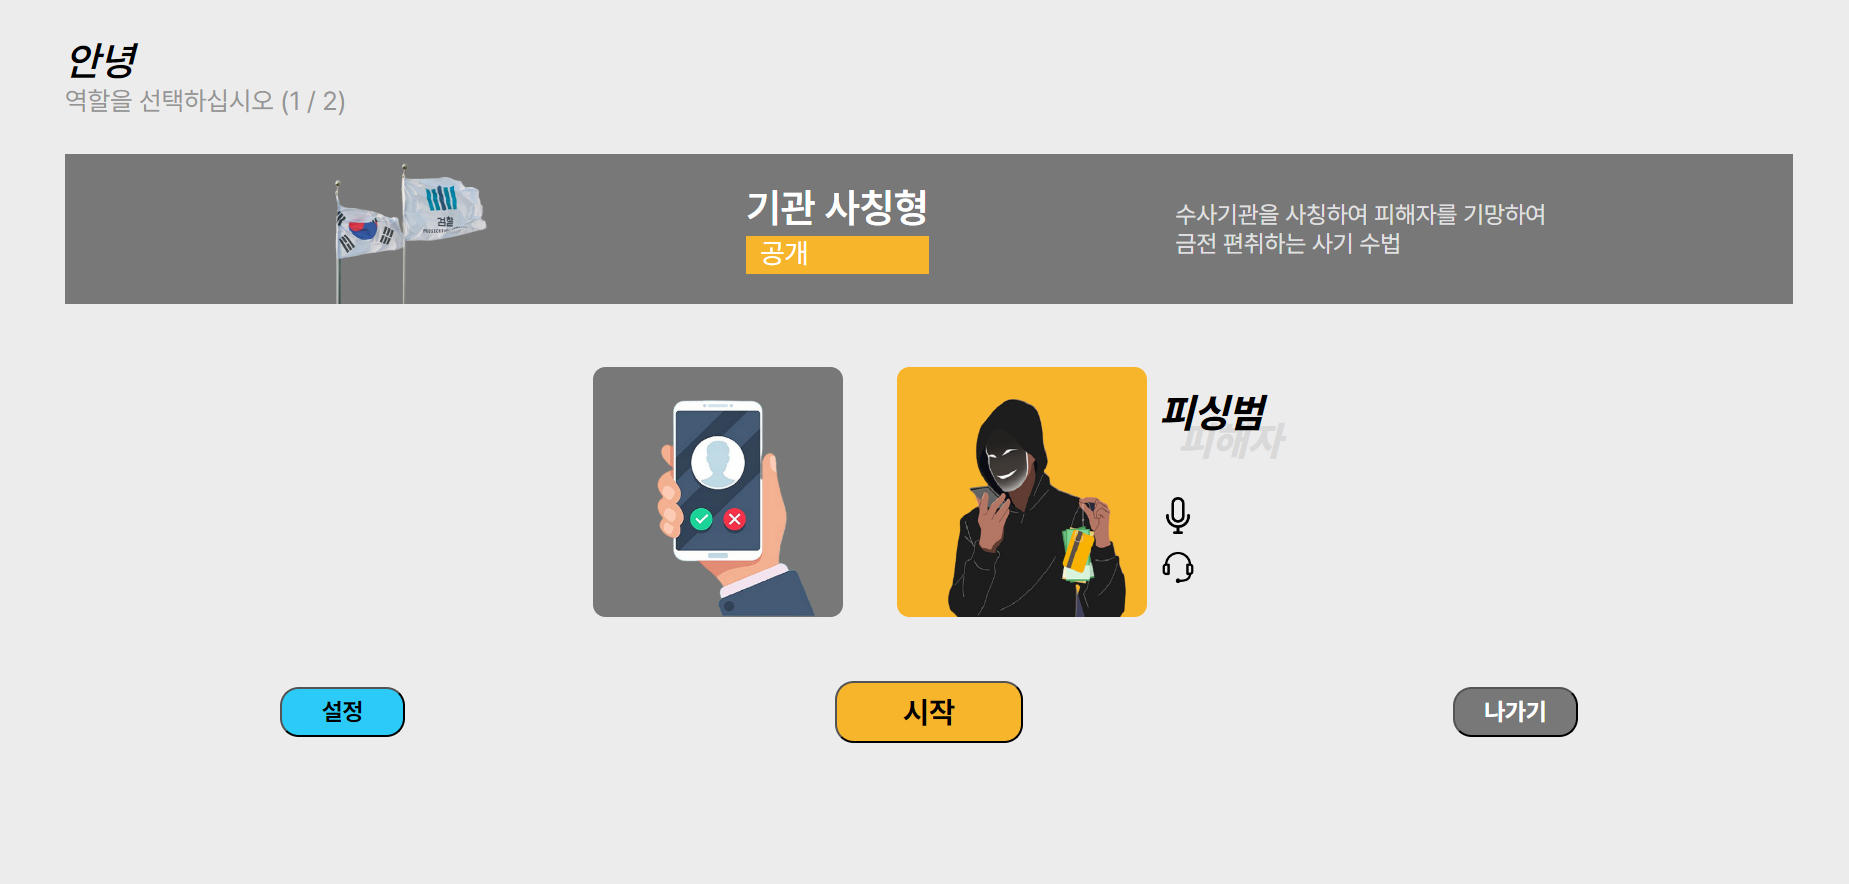 안녕
역할을 선택하십시오 (1 / 2)
검찰
기관 사칭형
공개
수사기관을 사칭하여 피해자를 기망하여
금전 편취하는 사기 수법
피싱범
피해자
설정
시작
나가기